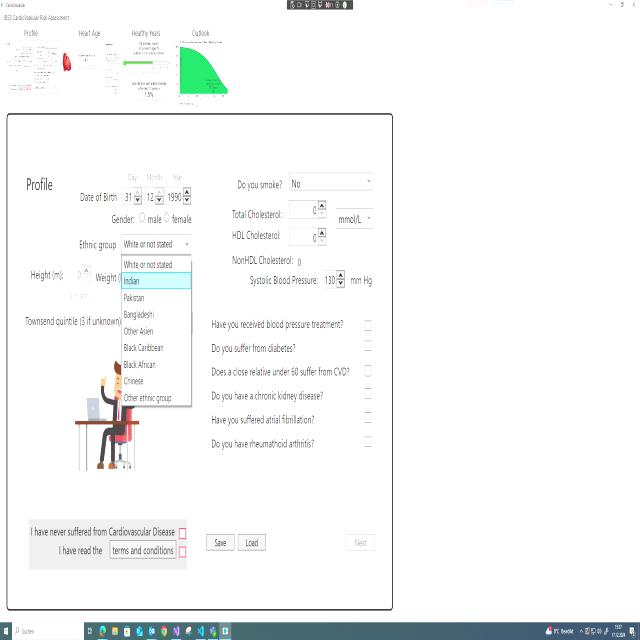 CardioVascular
JBS3 CardioVascular Risk Assessment
Profile
Heart Age
Healthy Years
Outlook
Profile
Day Month Year
Date of Birth 31 12 1990
Gender: male female
Ethnic group White or not stated
White or not stated
Indian
Pakistan
Bangladeshi
Other Asien
Black Caribbean
Black African
Chinese
Other ethnic group
Height (m): 0 Weight (
Townsend quintile (3 if unknown)
Do you smoke? No
Total Cholesterol: 0 mmol/L
HDL Cholesterol: 0
NonHDL Cholesterol: 0
Systolic Blood Pressure: 130 mm Hg
Have you received blood pressure treatment?
Do you suffer from diabetes?
Does a close relative under 60 suffer from CVD?
Do you have a chronic kidney disease?
Have you suffered atrial fibrillation?
Do you have rheumathoid arthritis?
I have never suffered from Cardiovascular Disease
I have read the terms and conditions
Save Load Next
Suchen